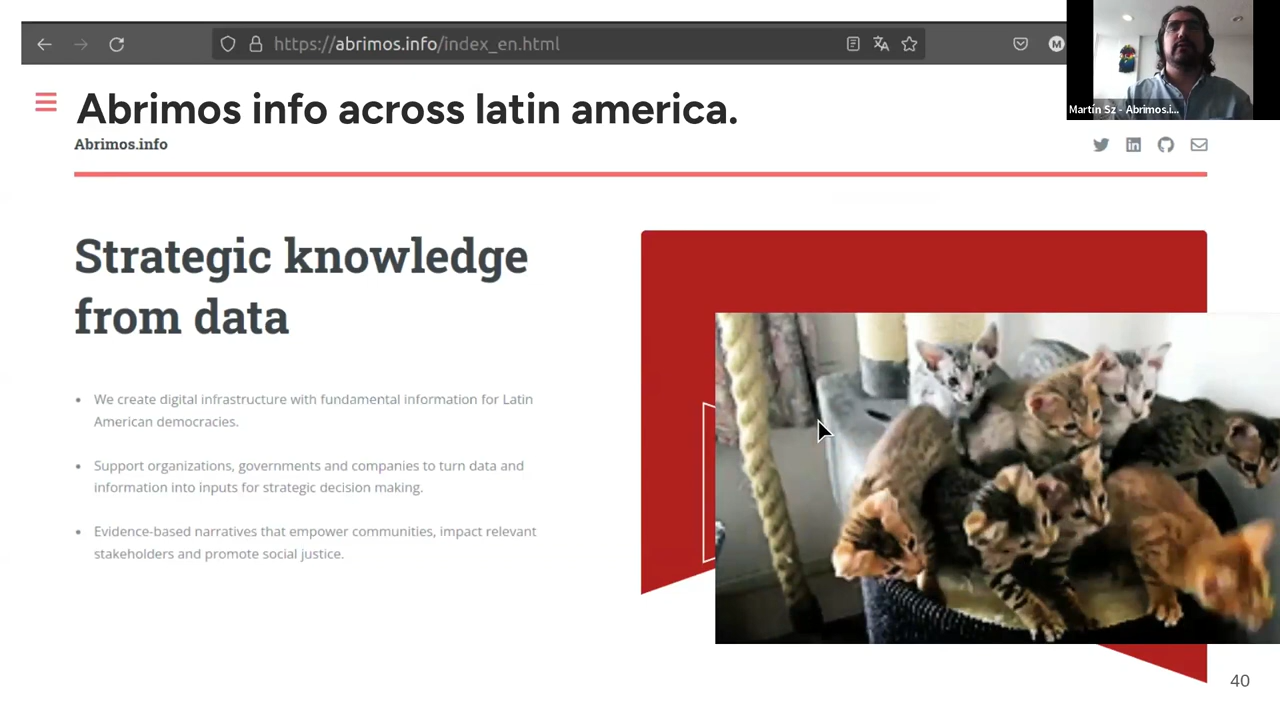 https://abrimos.info/index_en.html
M
Martín Sz - Abrimos.i...
Abrimos info across latin america.
Abrimos.info
Strategic knowledge
from data
We create digital infrastructure with fundamental information for Latin
American democracies.
Support organizations, governments and companies to turn data and
information into inputs for strategic decision making.
Evidence-based narratives that empower communities, impact relevant
stakeholders and promote social justice.
40